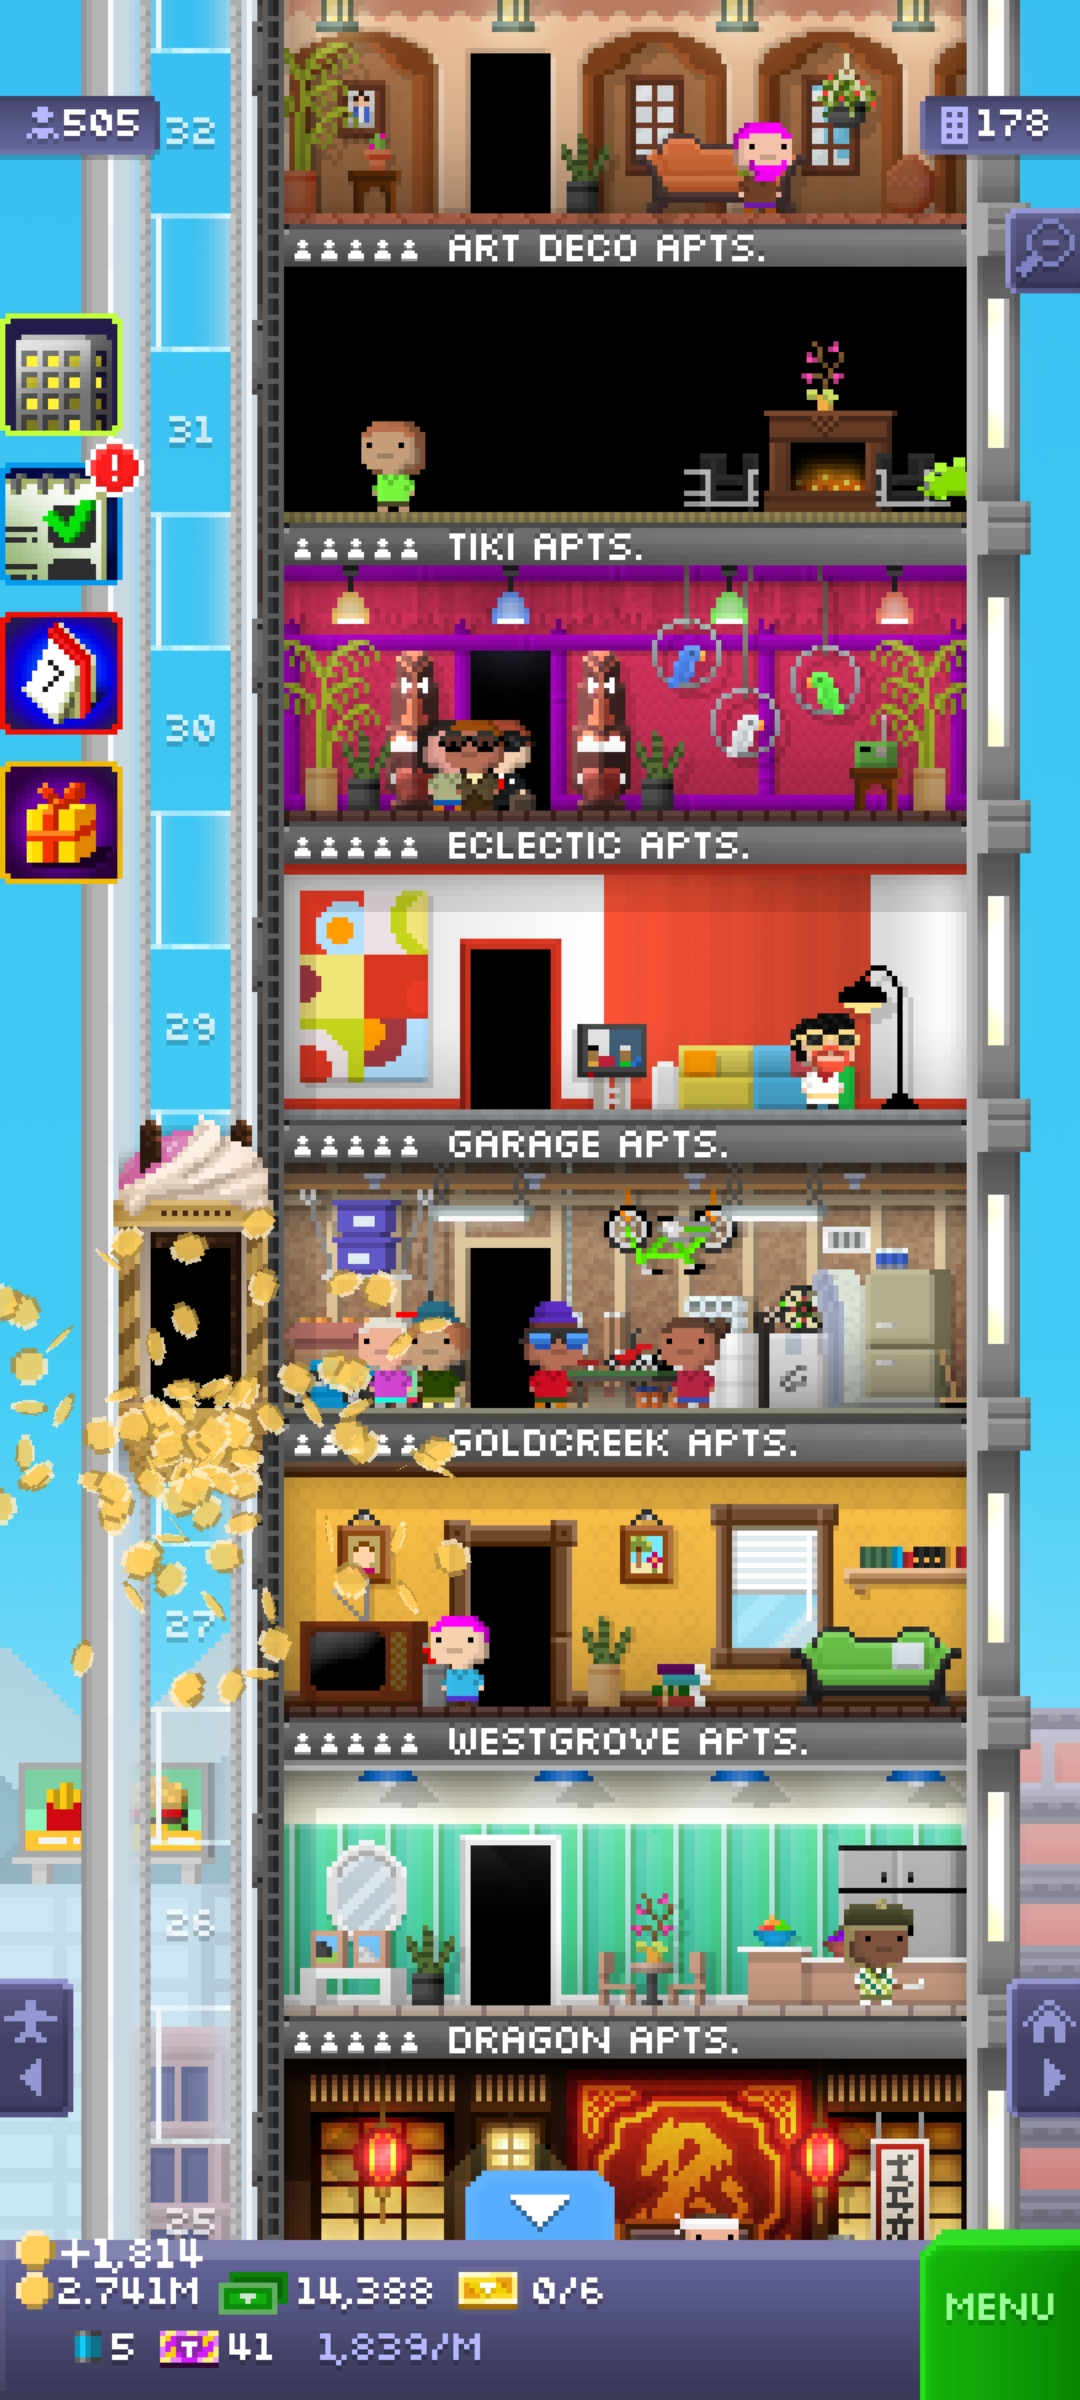 505
32
178
ART DECO APTS.
31
TIKI APTS.
30
ECLECTIC APTS.
29
GARAGE APTS.
GOLDCREEK APTS.
27
WESTGROVE APTS.
26
DRAGON APTS.
25
+1,814
2.741M
14,388
0/6
MENU
5
T
41
1,839/M